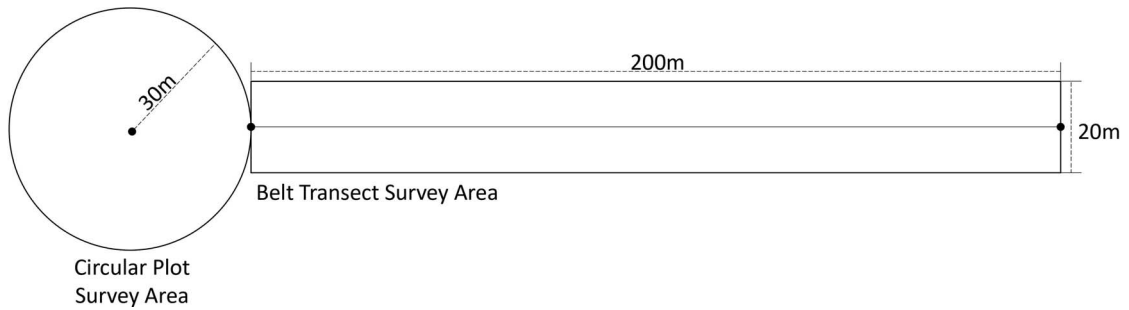 200m
30m
20m
Belt Transect Survey Area
Circular Plot
Survey Area